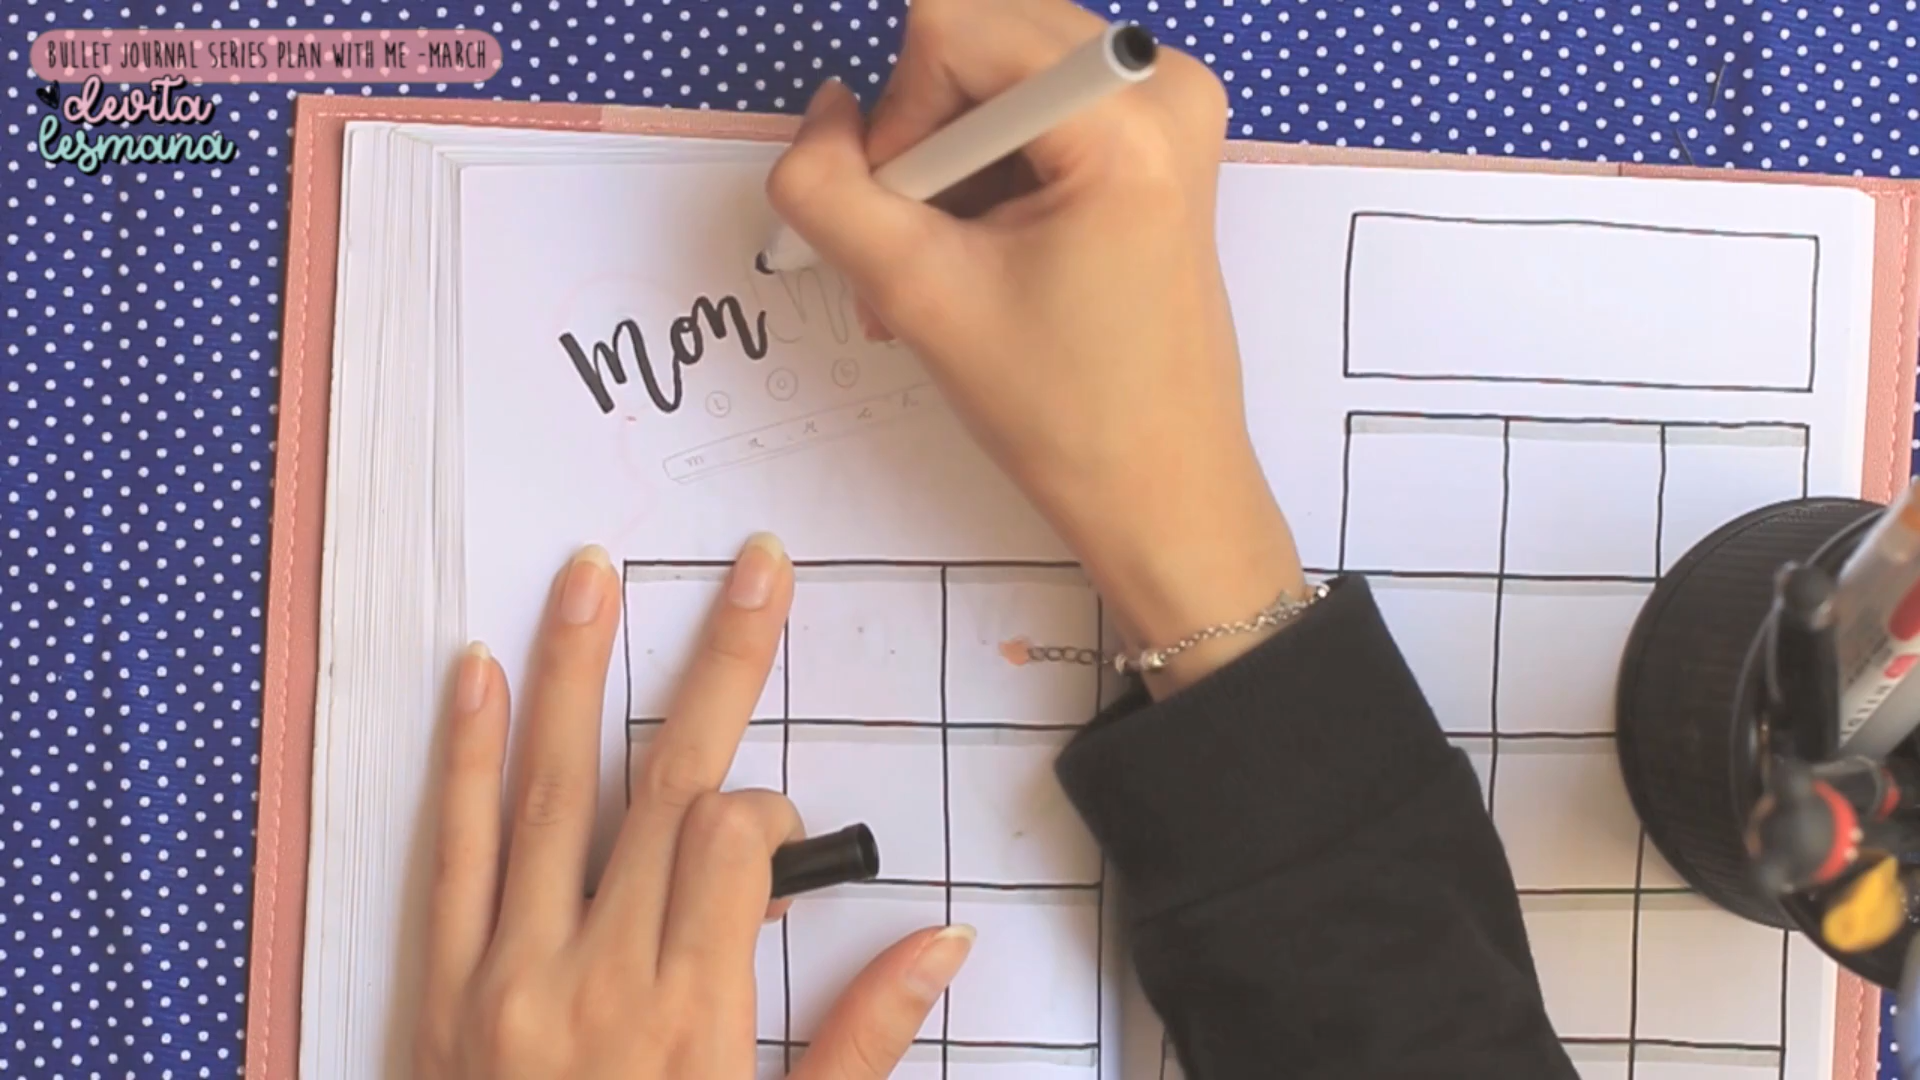 BULLET JOURNAL SERIES PLAN WITH ME -MARCH
devita
lesmana
Mon
L O G
m a r c h